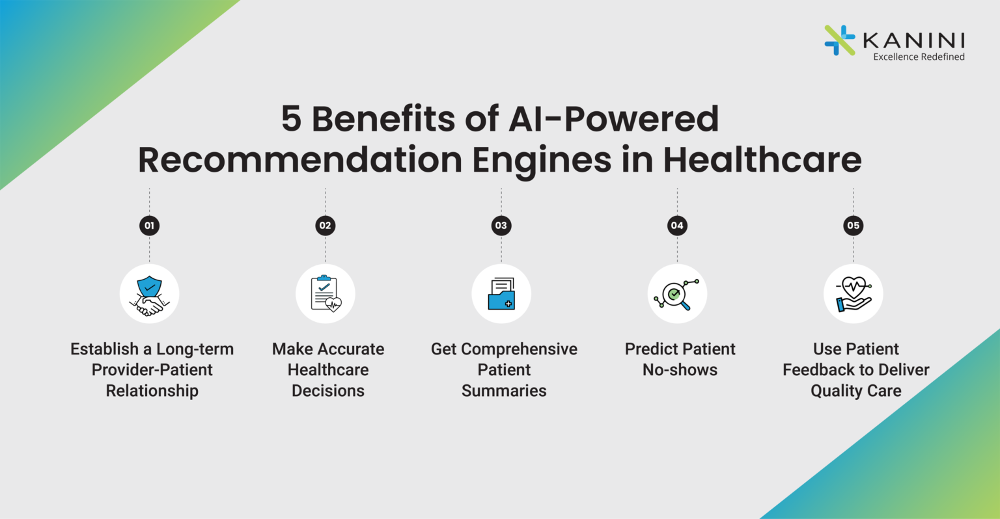 KANINI
Excellence Redefined
5 Benefits of AI-Powered
Recommendation Engines in Healthcare
01
Establish a Long-term
Provider-Patient
Relationship
02
Make Accurate
Healthcare
Decisions
03
Get Comprehensive
Patient
Summaries
04
Predict Patient
No-shows
05
Use Patient
Feedback to Deliver
Quality Care